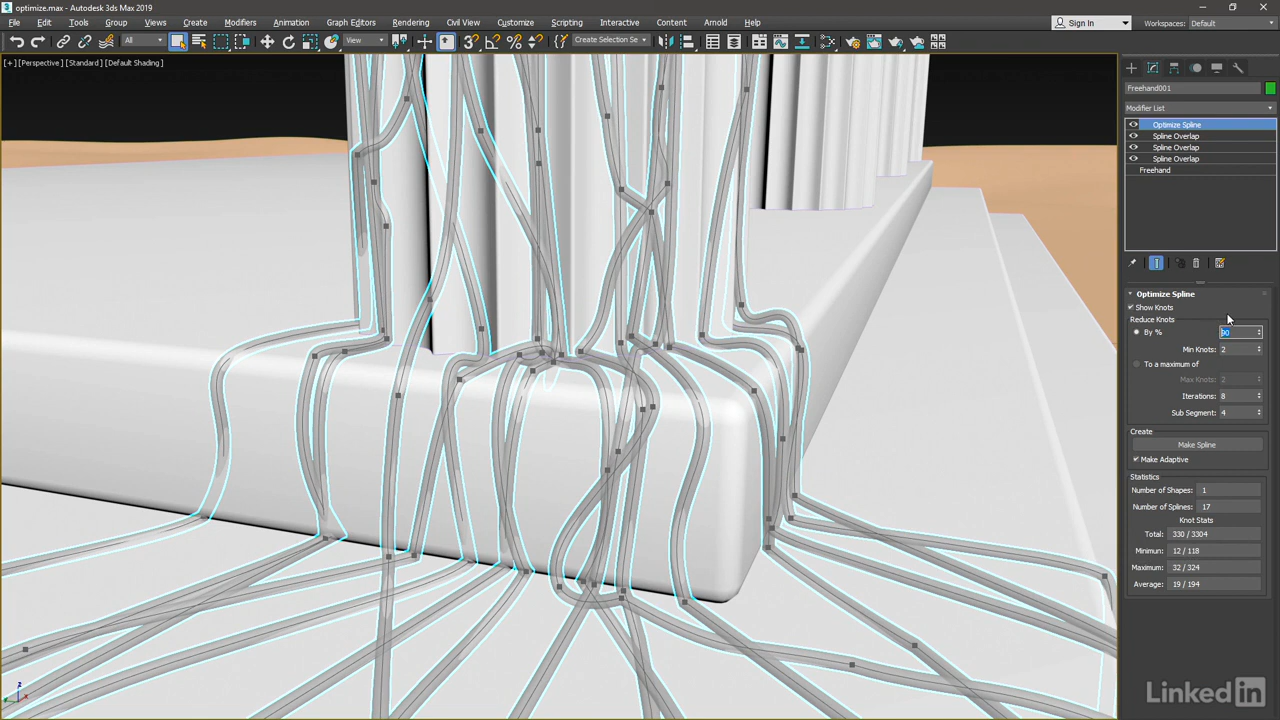 optimize.max - Autodesk 3ds Max 2019
File Edit Tools Group Views Create Modifiers Animation Graph Editors Rendering Civil View Customize Scripting Interactive Content Arnold Help
Sign In
Workspaces: Default
All
View
Create Selection Se
[+] [Perspective ] [Standard ] [Default Shading ]
Freehand001
Modifier List
Optimize Spline
Spline Overlap
Spline Overlap
Spline Overlap
Freehand
Optimize Spline
Show Knots
Reduce Knots
By % 90
Min Knots: 2
To a maximum of
Max Knots: 2
Iterations: 8
Sub Segment: 4
Create
Make Spline
Make Adaptive
Statistics
Number of Shapes: 1
Number of Splines: 17
Knot Stats
Total: 330 / 3304
Minimun: 12 / 118
Maximum: 32 / 324
Average: 19 / 194
z
x
LinkedIn